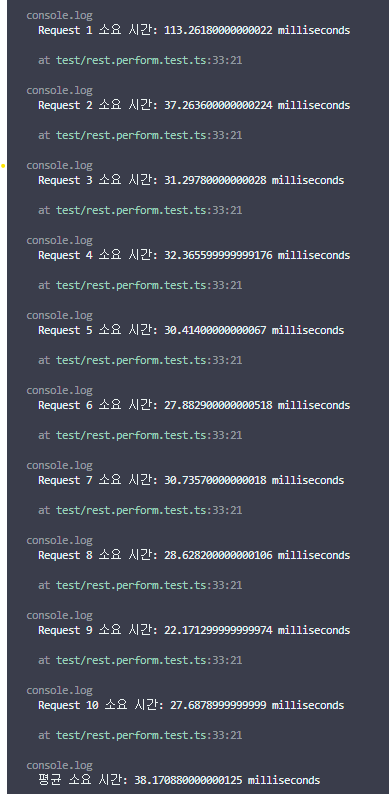 console.log
Request 1 소요 시간: 113.26180000000022 milliseconds
at test/rest.perform.test.ts:33:21
console.log
Request 2 소요 시간: 37.263600000000224 milliseconds
at test/rest.perform.test.ts:33:21
console.log
Request 3 소요 시간: 31.29780000000028 milliseconds
at test/rest.perform.test.ts:33:21
console.log
Request 4 소요 시간: 32.365599999999176 milliseconds
at test/rest.perform.test.ts:33:21
console.log
Request 5 소요 시간: 30.41400000000067 milliseconds
at test/rest.perform.test.ts:33:21
console.log
Request 6 소요 시간: 27.882900000000518 milliseconds
at test/rest.perform.test.ts:33:21
console.log
Request 7 소요 시간: 30.73570000000018 milliseconds
at test/rest.perform.test.ts:33:21
console.log
Request 8 소요 시간: 28.628200000000106 milliseconds
at test/rest.perform.test.ts:33:21
console.log
Request 9 소요 시간: 22.171299999999974 milliseconds
at test/rest.perform.test.ts:33:21
console.log
Request 10 소요 시간: 27.6878999999999 milliseconds
at test/rest.perform.test.ts:33:21
console.log
평균 소요 시간: 38.170880000000125 milliseconds